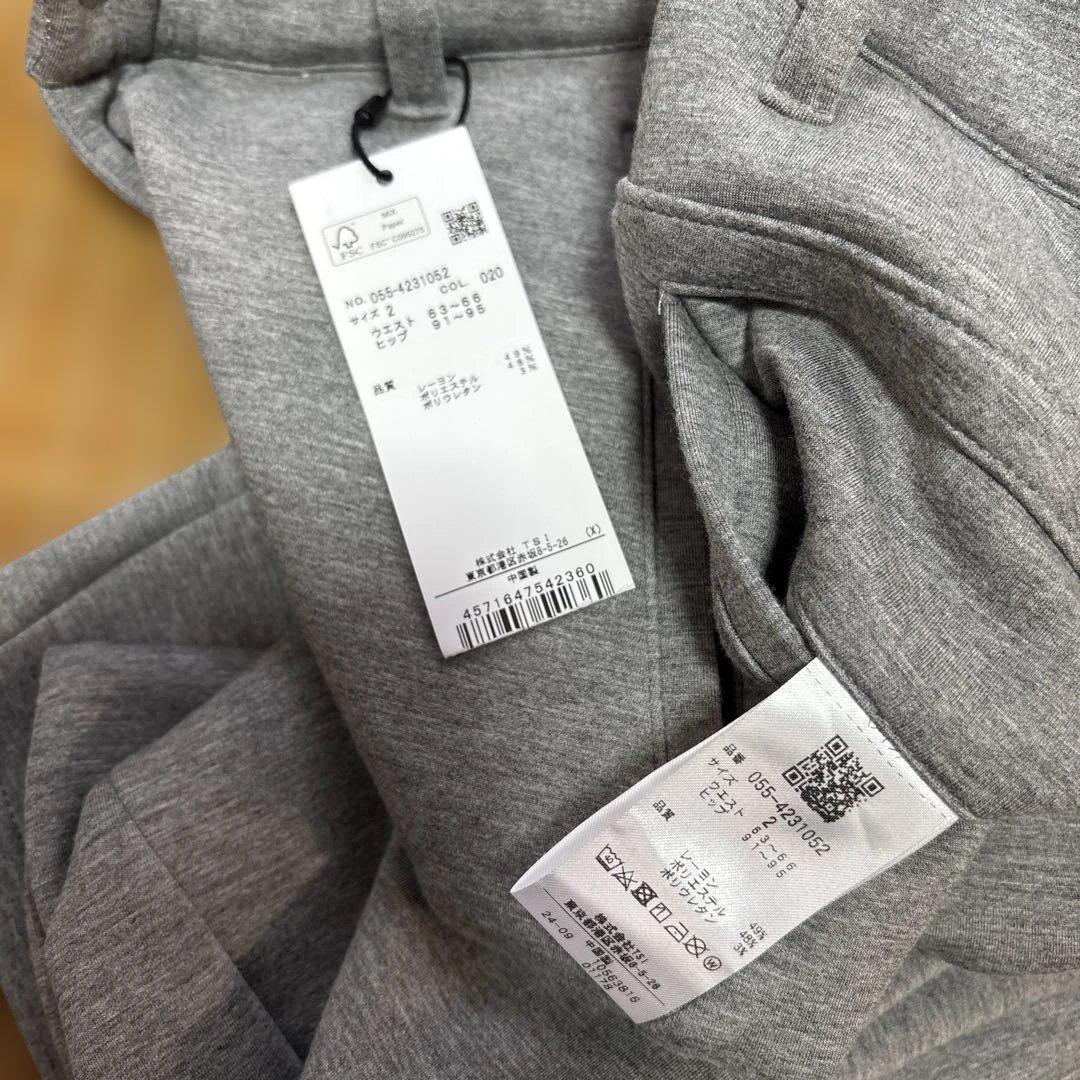 MIX
Paper
FSC
FSC® C095275
NO. 055-4231052
COL. 020
サイズ 2
ウエスト 63~66
ヒップ 91~95
品質
レーヨン 49%
ポリエステル 48%
ポリウレタン 3%
株式会社 TSI (X)
東京都港区赤坂8-5-26
中国製
4571647542360
品番 055-4231052
サイズ 2
ウエスト 63~66
ヒップ 91~95
品質
レーヨン 49%
ポリエステル 48%
ポリウレタン 3%
40
W
株式会社TSI
東京都港区赤坂8-5-26
24-09 中国製 10563816
01178